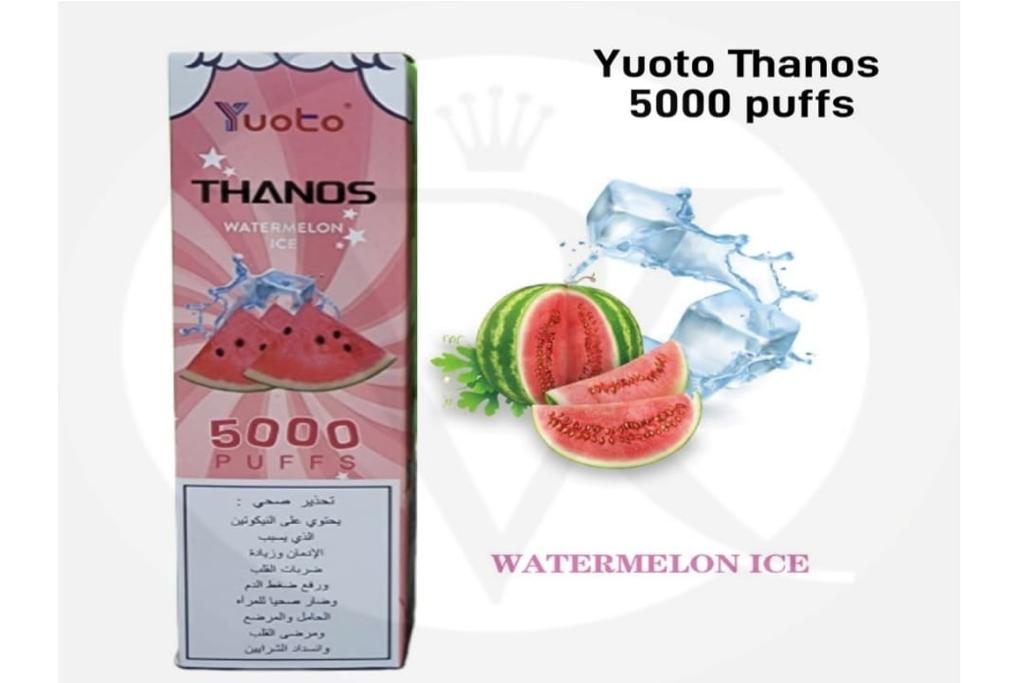 Yuoto
THANOS
WATERMELON
ICE
5000
PUFFS
تحذير صحي :
يحتوي على النيكوتين
الذي يسبب
الإدمان وزيادة
ضربات القلب
ورفع ضغط الدم
وضار صحيا للمراه
الحامل والمرضع
ومرضى القلب
وانسداد الشرايين
Yuoto Thanos
5000 puffs
WATERMELON ICE